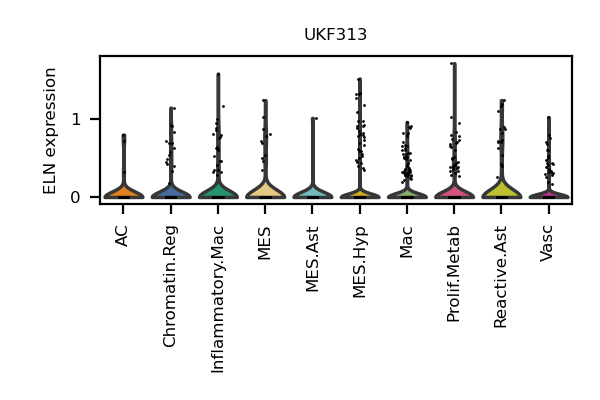 UKF313
ELN expression
1
0
AC
Chromatin.Reg
Inflammatory.Mac
MES
MES.Ast
MES.Hyp
Mac
Prolif.Metab
Reactive.Ast
Vasc